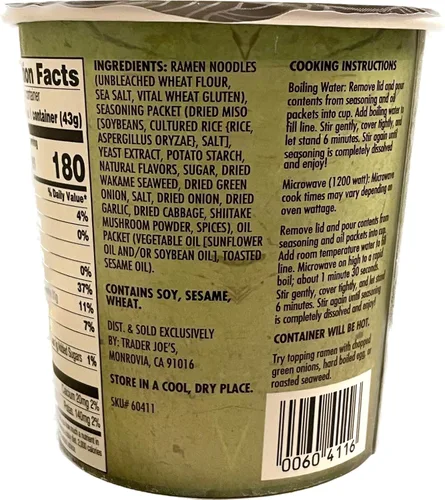 on Facts
container
container (43g)
180
% Daily Value*
4%
0%
0%
37%
11%
7%
Added Sugars 1%
Calcium 20mg 2%
Potas. 140mg 2%
INGREDIENTS: RAMEN NOODLES
(UNBLEACHED WHEAT FLOUR,
SEA SALT, VITAL WHEAT GLUTEN),
SEASONING PACKET (DRIED MISO
[SOYBEANS, CULTURED RICE {RICE,
ASPERGILLUS ORYZAE}, SALT],
YEAST EXTRACT, POTATO STARCH,
NATURAL FLAVORS, SUGAR, DRIED
WAKAME SEAWEED, DRIED GREEN
ONION, SALT, DRIED ONION, DRIED
GARLIC, DRIED CABBAGE, SHIITAKE
MUSHROOM POWDER, SPICES), OIL
PACKET (VEGETABLE OIL [SUNFLOWER
OIL AND/OR SOYBEAN OIL], TOASTED
SESAME OIL).
CONTAINS SOY, SESAME,
WHEAT.
DIST. & SOLD EXCLUSIVELY
BY: TRADER JOE'S,
MONROVIA, CA 91016
STORE IN A COOL, DRY PLACE.
SKU# 60411
COOKING INSTRUCTIONS
Boiling Water: Remove lid and pour
contents from seasoning and oil
packets into cup. Add boiling water to
fill line. Stir gently, cover tightly, and
let stand 6 minutes. Stir again until
seasoning is completely dissolved
and enjoy!
Microwave (1200 watt): Microwave
cook times may vary depending on
oven wattage.
Remove lid and pour contents from
seasoning and oil packets into cup.
Add room temperature water to fill
line. Microwave on high to a rapid
boil; about 1 minute 30 seconds.
Stir gently, cover tightly, and let stand
6 minutes. Stir again until seasoning
is completely dissolved and enjoy!
CONTAINER WILL BE HOT.
Try topping ramen with chopped
green onions, hard boiled egg, or
roasted seaweed.
0060 4116